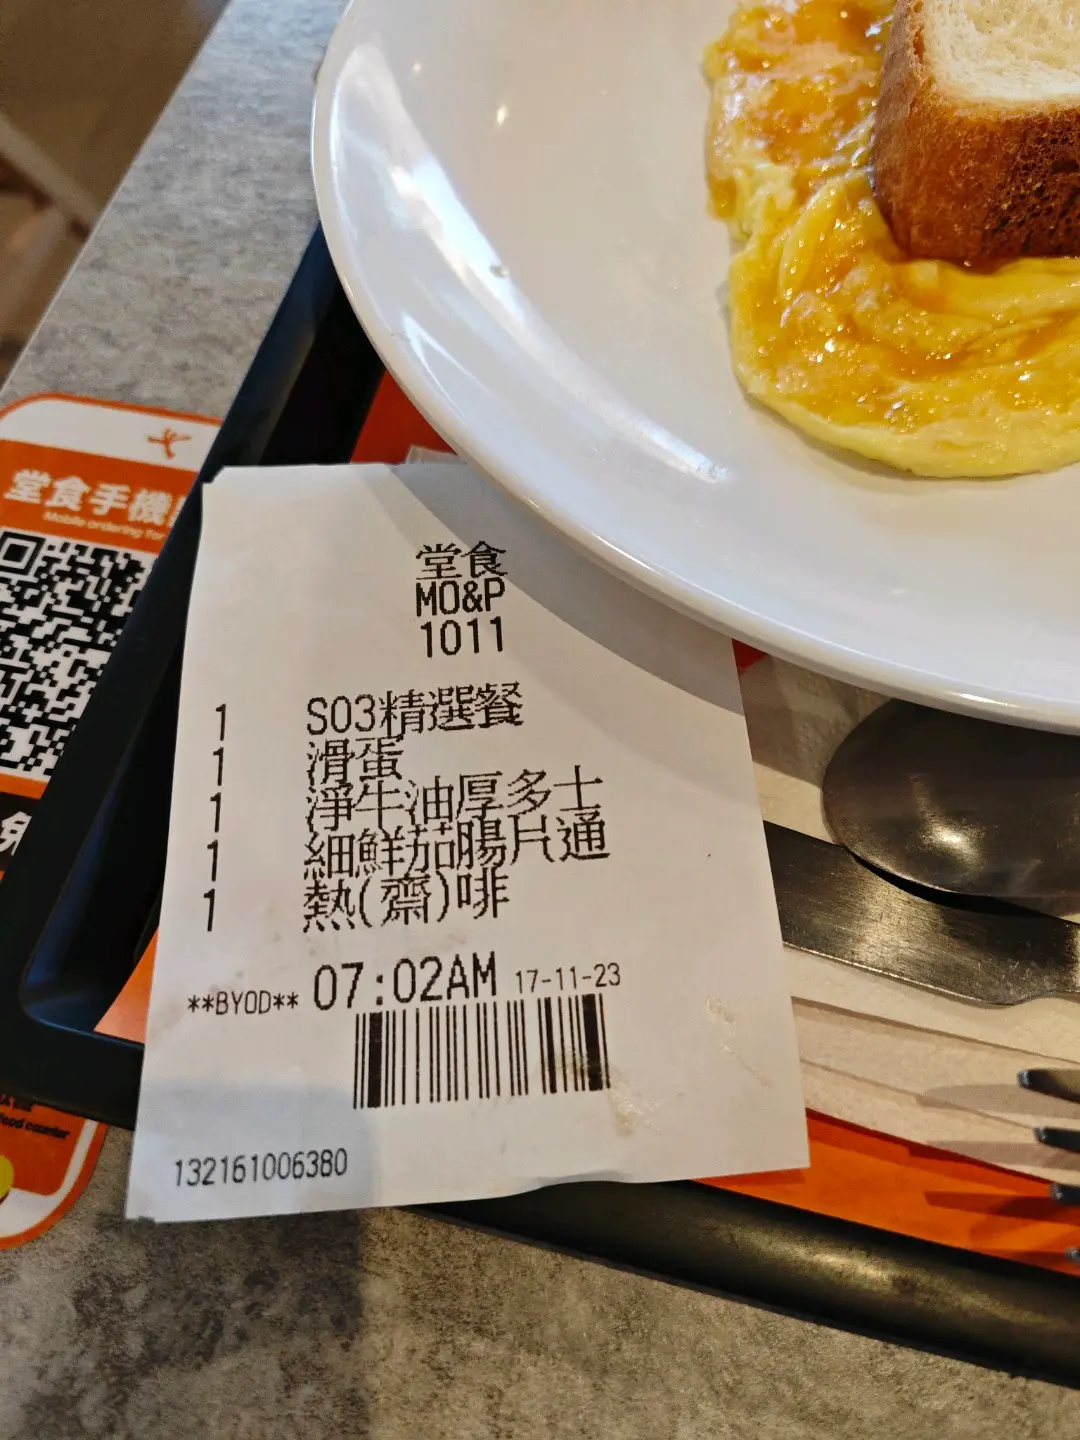 堂食手機
Mobile ordering for
堂食
MO&P
1011
1 S03精選餐
1 滑蛋
1 淨牛油厚多士
1 細鮮茄腸片通
1 熱(齋)啡
**BYOD** 07:02AM 17-11-23
132161006380
food counter